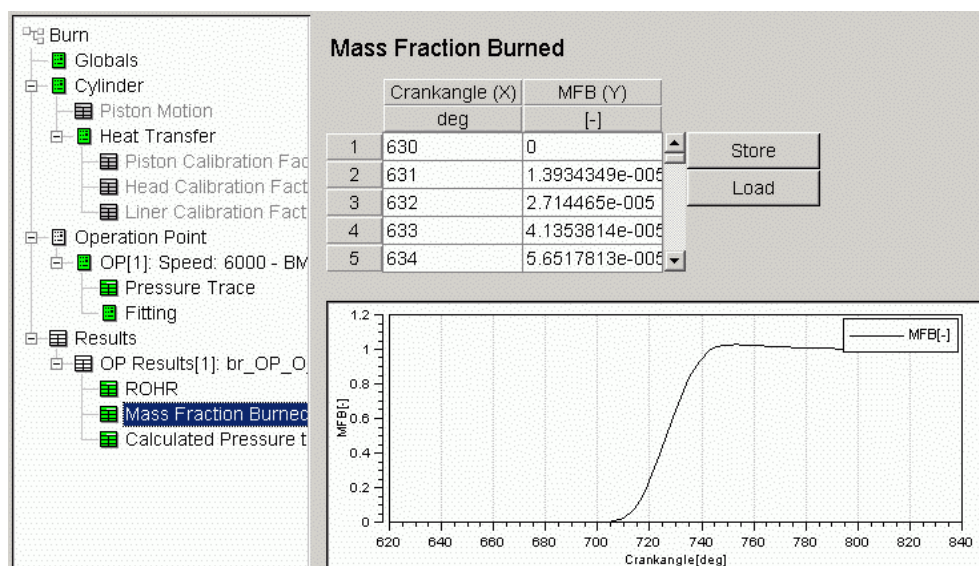 Burn
Globals
Cylinder
Piston Motion
Heat Transfer
Piston Calibration Fac
Head Calibration Fact
Liner Calibration Fact
Operation Point
OP[1]: Speed: 6000 - BM
Pressure Trace
Fitting
Results
OP Results[1]: br_OP_O
ROHR
Mass Fraction Burned
Calculated Pressure t
Mass Fraction Burned
Crankangle (X) MFB (Y)
deg [-]
1 630 0
2 631 1.3934349e-005
3 632 2.714465e-005
4 633 4.1353814e-005
5 634 5.6517813e-005
Store
Load
MFB[-]
1.2
1
0.8
0.6
0.4
0.2
0
MFB[-]
620 640 660 680 700 720 740 760 780 800 820 840
Crankangle[deg]